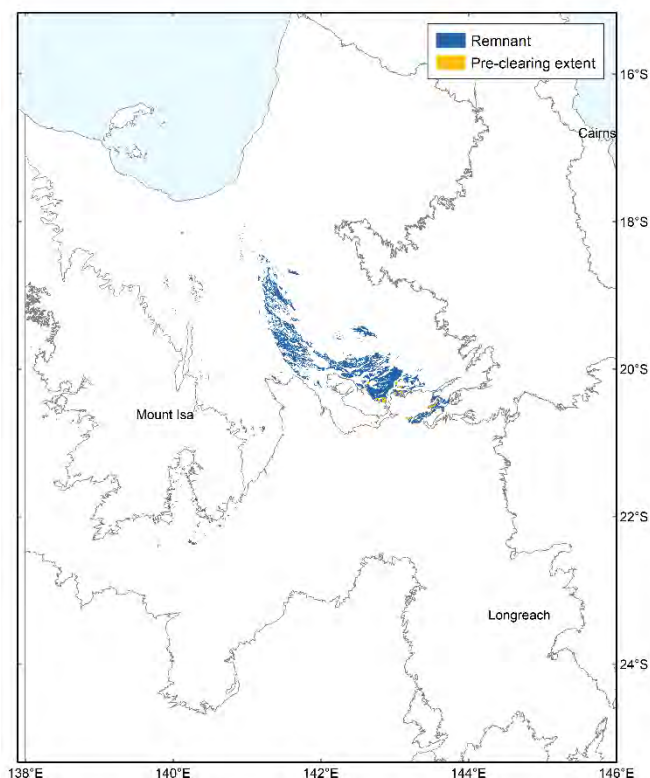 Remnant
Pre-clearing extent
16°S
Cairns
18°S
20°S
Mount Isa
22°S
Longreach
24°S
138°E 140°E 142°E 144°E 146°E